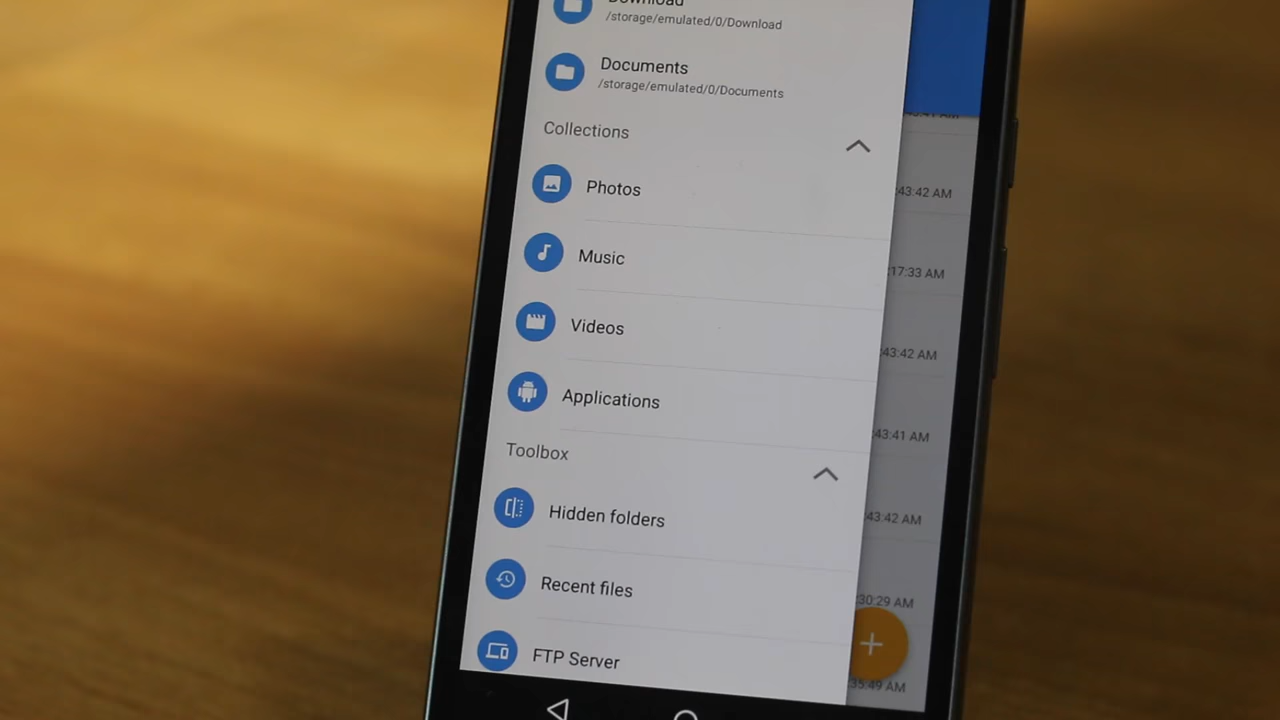 Download
/storage/emulated/0/Download
Documents
/storage/emulated/0/Documents
Collections
Photos
:43:42 AM
Music
:17:33 AM
Videos
:43:42 AM
Applications
:43:41 AM
Toolbox
Hidden folders
:43:42 AM
Recent files
:30:29 AM
FTP Server
:35:49 AM